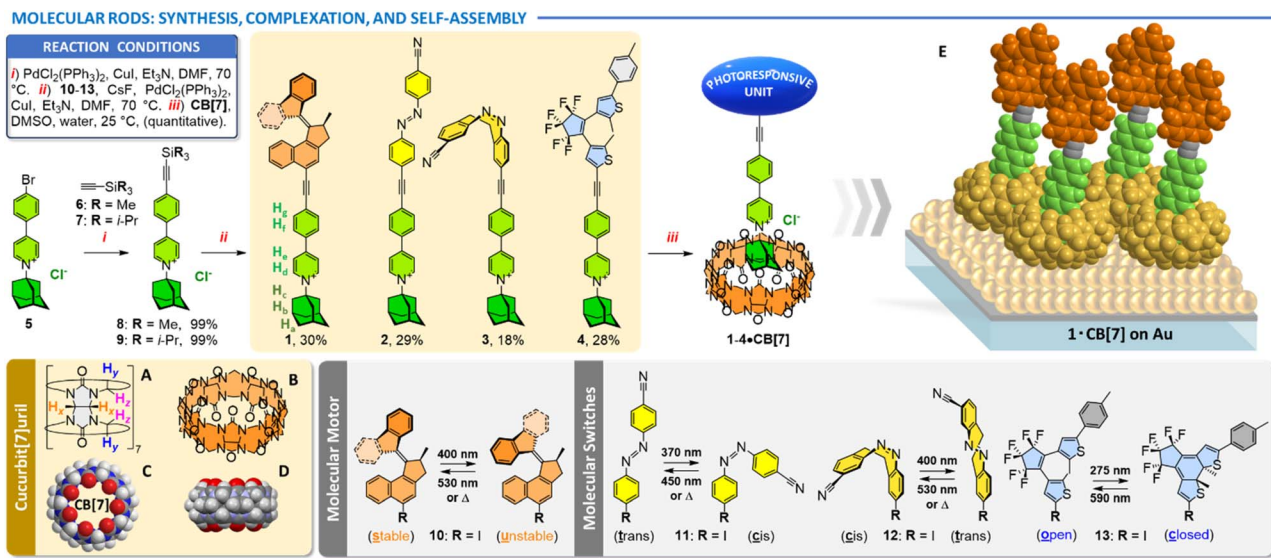 MOLECULAR RODS: SYNTHESIS, COMPLEXATION, AND SELF-ASSEMBLY
REACTION CONDITIONS
i) PdCl2(PPh3)2, CuI, Et3N, DMF, 70
°C. ii) 10-13, CsF, PdCl2(PPh3)2,
CuI, Et3N, DMF, 70 °C. iii) CB[7],
DMSO, water, 25 °C, (quantitative).
Br
N+
Cl-
5
SiR3
6: R = Me
7: R = i-Pr
i
SiR3
N+
Cl-
8: R = Me, 99%
9: R = i-Pr, 99%
ii
Hg
Hf
He
Hd
Hc
Hb
Ha
N+
1, 30%
N
N
N
N+
2, 29%
N
N
N
N+
3, 18%
F
F
F
F
F
F
S
S
N+
4, 28%
iii
PHOTORESPONSIVE
UNIT
N+
Cl-
1-4•CB[7]
E
1•CB[7] on Au
Cucurbit[7]uril
A
Hy
O
N
N
Hz
Hx
Hx
Hz
N
N
O
Hy
7
B
C
CB[7]
D
Molecular Motor
R
(stable)
400 nm
530 nm
or Δ
10: R = I
R
(unstable)
Molecular Switches
N
N
N
R
(trans)
370 nm
450 nm
or Δ
11: R = I
N
N
N
R
(cis)
N
N
N
R
(cis)
400 nm
530 nm
or Δ
12: R = I
N
N
N
R
(trans)
F
F
F
F
F
F
S
S
R
(open)
275 nm
590 nm
13: R = I
F
F
F
F
F
F
S
S
R
(closed)